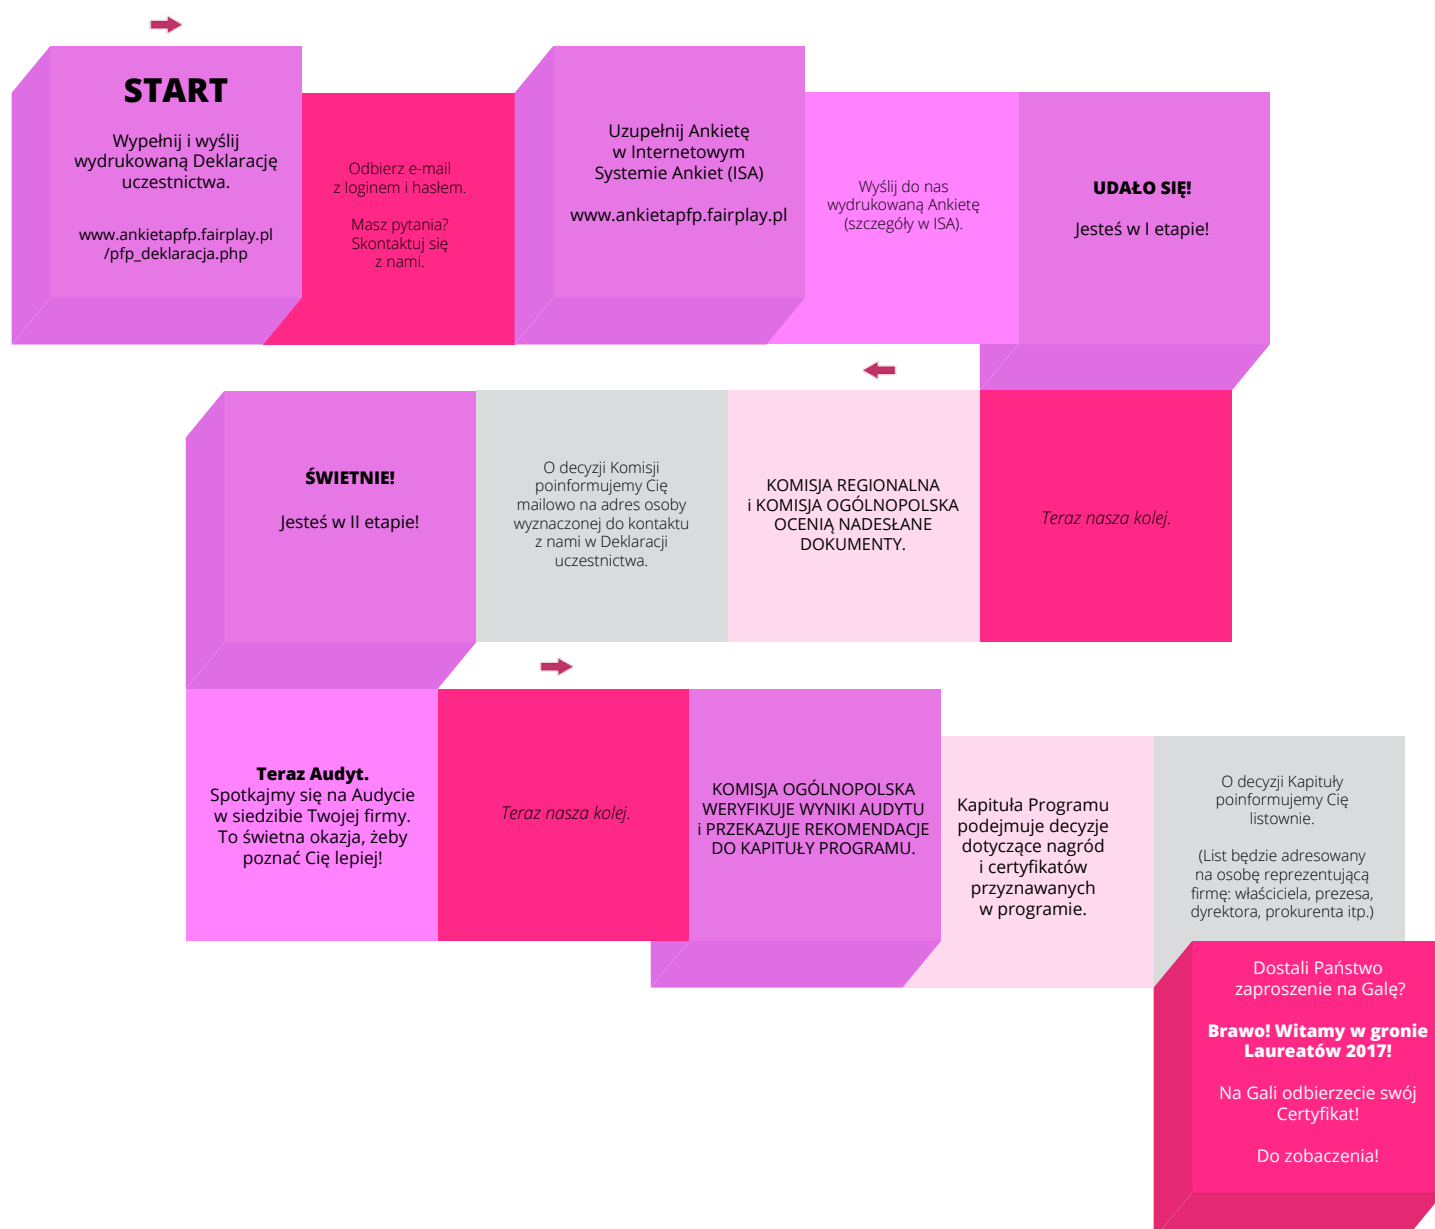 START
Wypełnij i wyślij
wydrukowaną Deklarację
uczestnictwa.
www.ankietapfp.fairplay.pl
/pfp_deklaracja.php
Odbierz e-mail
z loginem i hasłem.
Masz pytania?
Skontaktuj się
z nami.
Uzupełnij Ankietę
w Internetowym
Systemie Ankiet (ISA)
www.ankietapfp.fairplay.pl
Wyślij do nas
wydrukowaną Ankietę
(szczegóły w ISA).
UDAŁO SIĘ!
Jesteś w I etapie!
Teraz nasza kolej.
KOMISJA REGIONALNA
i KOMISJA OGÓLNOPOLSKA
OCENIĄ NADESŁANE
DOKUMENTY.
O decyzji Komisji
poinformujemy Cię
mailowo na adres osoby
wyznaczonej do kontaktu
z nami w Deklaracji
uczestnictwa.
ŚWIETNIE!
Jesteś w II etapie!
Teraz Audyt.
Spotkajmy się na Audycie
w siedzibie Twojej firmy.
To świetna okazja, żeby
poznać Cię lepiej!
Teraz nasza kolej.
KOMISJA OGÓLNOPOLSKA
WERYFIKUJE WYNIKI AUDYTU
i PRZEKAZUJE REKOMENDACJE
DO KAPITUŁY PROGRAMU.
Kapituła Programu
podejmuje decyzje
dotyczące nagród
i certyfikatów
przyznawanych
w programie.
O decyzji Kapituły
poinformujemy Cię
listownie.
(List będzie adresowany
na osobę reprezentującą
firmę: właściciela, prezesa,
dyrektora, prokurenta itp.)
Dostali Państwo
zaproszenie na Galę?
Brawo! Witamy w gronie
Laureatów 2017!
Na Gali odbierzecie swój
Certyfikat!
Do zobaczenia!